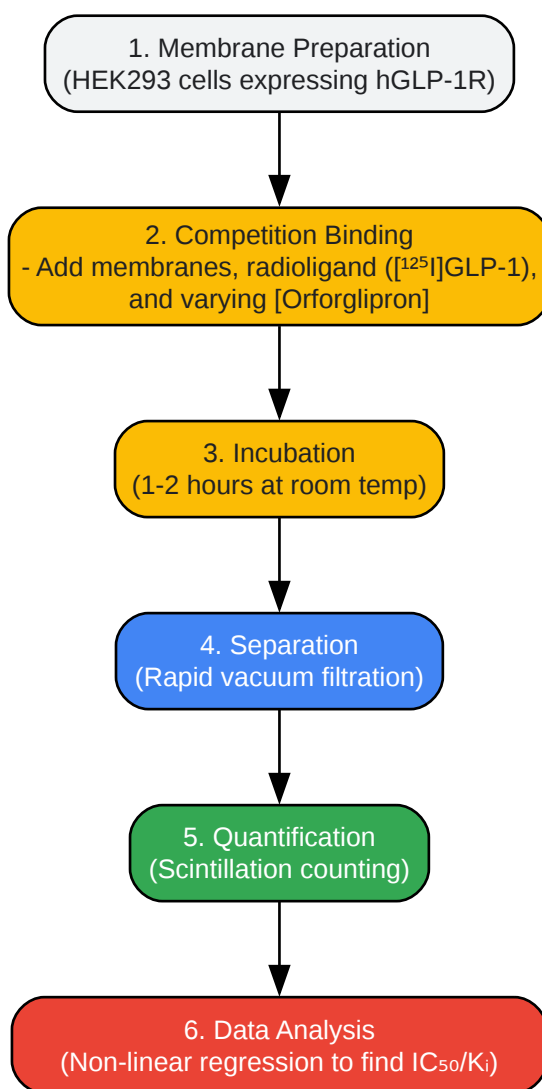 1. Membrane Preparation
(HEK293 cells expressing hGLP-1R)
2. Competition Binding
- Add membranes, radioligand ([¹²⁵I]GLP-1),
and varying [Orforglipron]
3. Incubation
(1-2 hours at room temp)
4. Separation
(Rapid vacuum filtration)
5. Quantification
(Scintillation counting)
6. Data Analysis
(Non-linear regression to find IC₅₀/Kᵢ)